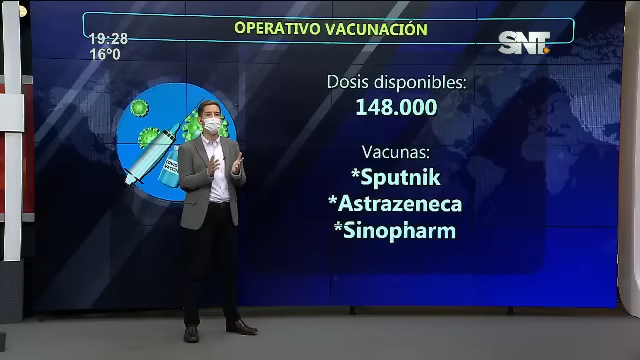 OPERATIVO VACUNACIÓN
19:28
16°0
SNT
Dosis disponibles:
148.000
Vacunas:
*Sputnik
*Astrazeneca
*Sinopharm